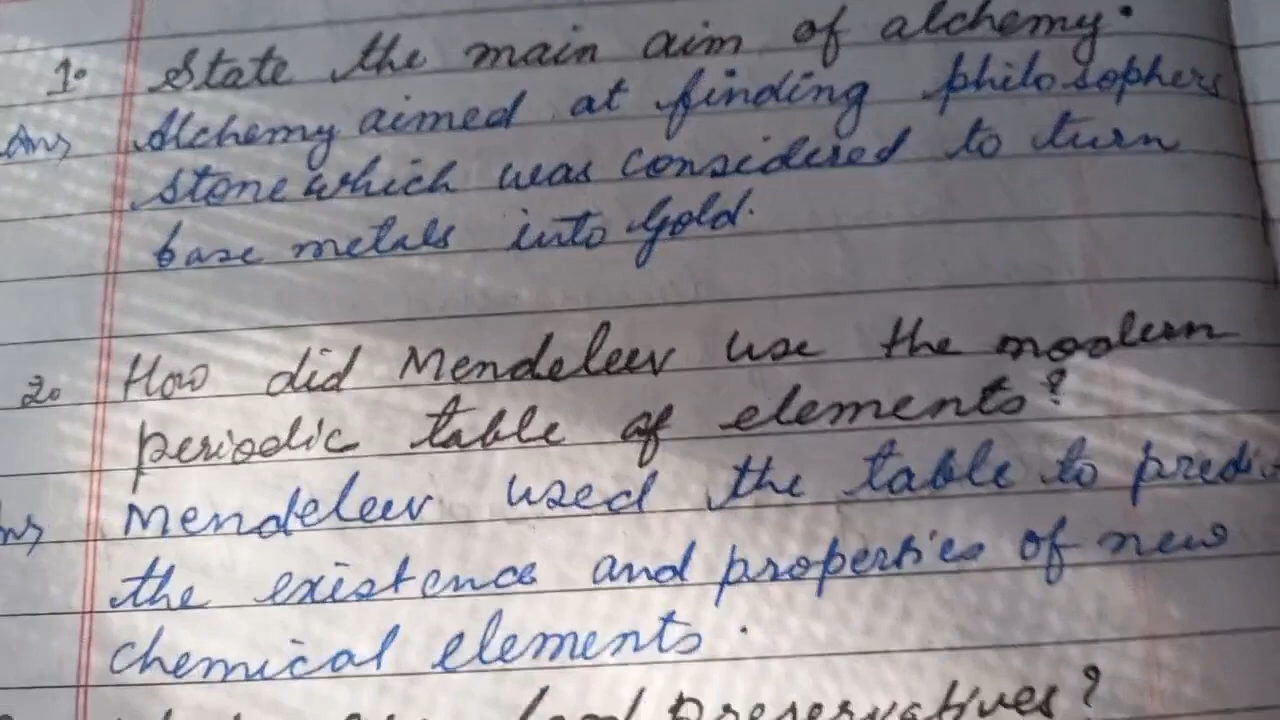 1. State the main aim of alchemy.
Ans Alchemy aimed at finding philosophers
stone which was considered to turn
base metals into gold.
2. How did Mendeleev use the modern
periodic table of elements?
Ans Mendeleev used the table to predi
the existence and properties of new
chemical elements.
food preservatives?